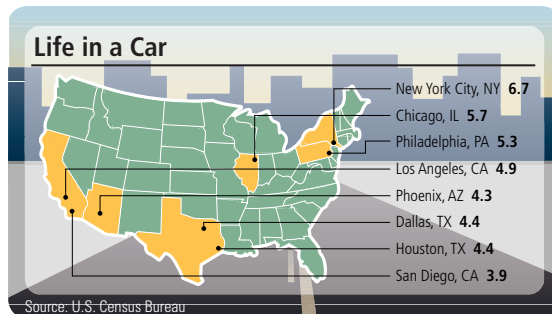 Life in a Car
New York City, NY 6.7
Chicago, IL 5.7
Philadelphia, PA 5.3
Los Angeles, CA 4.9
Phoenix, AZ 4.3
Dallas, TX 4.4
Houston, TX 4.4
San Diego, CA 3.9
Source: U.S. Census Bureau